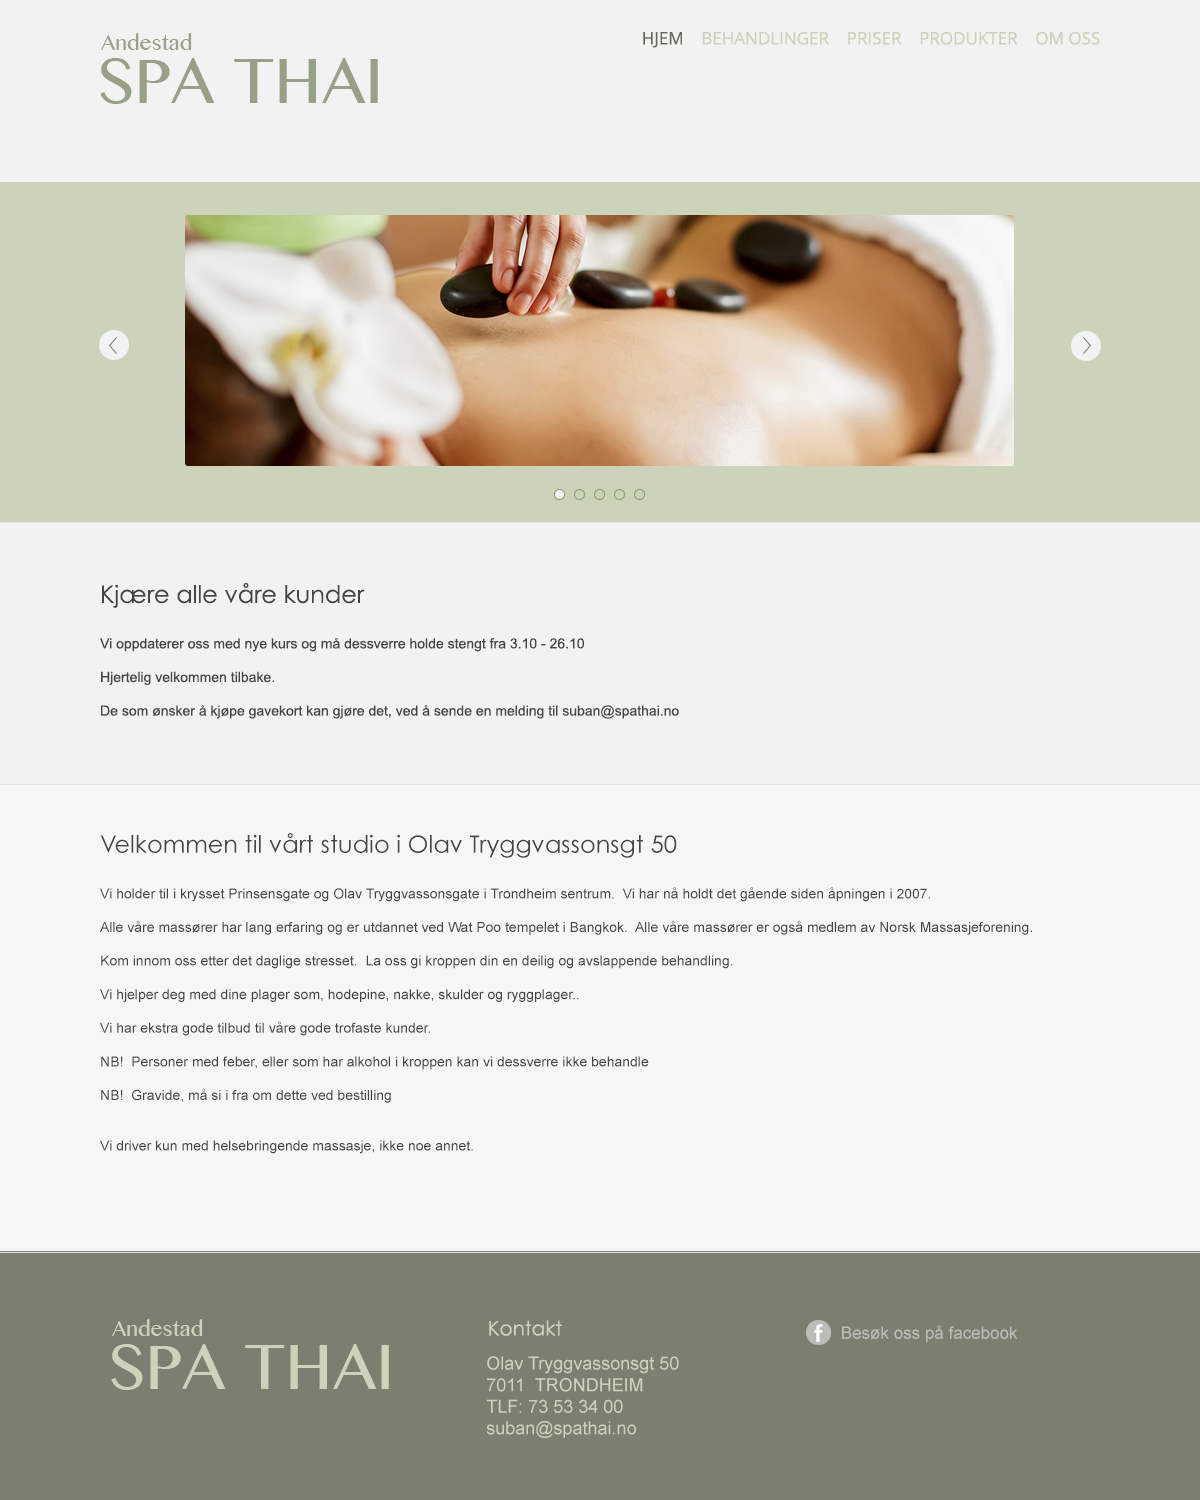 Andestad
SPA THAI
HJEM BEHANDLINGER PRISER PRODUKTER OM OSS
Kjære alle våre kunder
Vi oppdaterer oss med nye kurs og må dessverre holde stengt fra 3.10 - 26.10
Hjertelig velkommen tilbake.
De som ønsker å kjøpe gavekort kan gjøre det, ved å sende en melding til suban@spathai.no
Velkommen til vårt studio i Olav Tryggvassonsgt 50
Vi holder til i krysset Prinsensgate og Olav Tryggvassonsgate i Trondheim sentrum.  Vi har nå holdt det gående siden åpningen i 2007.
Alle våre massører har lang erfaring og er utdannet ved Wat Poo tempelet i Bangkok.  Alle våre massører er også medlem av Norsk Massasjeforening.
Kom innom oss etter det daglige stresset.  La oss gi kroppen din en deilig og avslappende behandling.
Vi hjelper deg med dine plager som, hodepine, nakke, skulder og ryggplager..
Vi har ekstra gode tilbud til våre gode trofaste kunder.
NB!  Personer med feber, eller som har alkohol i kroppen kan vi dessverre ikke behandle
NB!  Gravide, må si i fra om dette ved bestilling
Vi driver kun med helsebringende massasje, ikke noe annet.
Andestad
SPA THAI
Kontakt
Olav Tryggvassonsgt 50
7011  TRONDHEIM
TLF: 73 53 34 00
suban@spathai.no
f Besøk oss på facebook